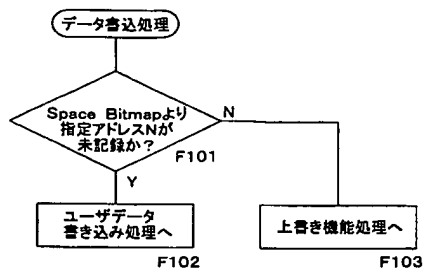 データ書込処理
Space Bitmapより
指定アドレスNが
未記録か?
N
F101
Y
ユーザデータ
書き込み処理へ
上書き機能処理へ
F102
F103